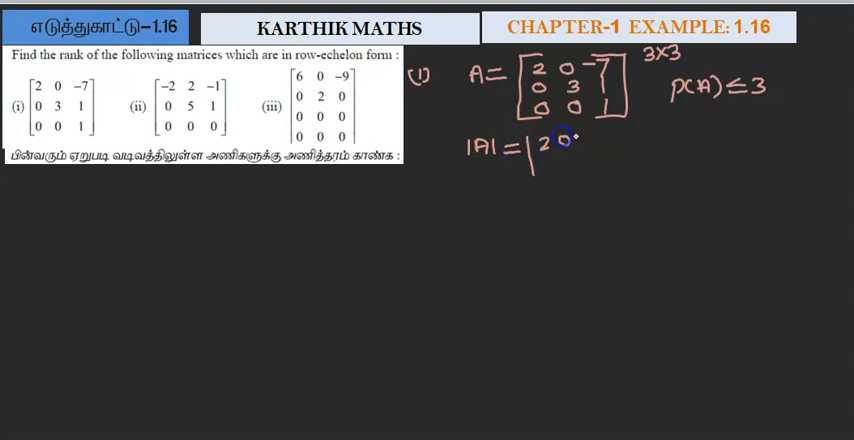 எடுத்துகாட்டு–1.16
KARTHIK MATHS
CHAPTER-1 EXAMPLE: 1.16
Find the rank of the following matrices which are in row-echelon form :
(i) [2 0 −7
0 3 1
0 0 1]
(ii) [−2 2 −1
0 5 1
0 0 0]
(iii) [6 0 −9
0 2 0
0 0 0
0 0 0]
பின்வரும் ஏறுபடி வடிவத்திலுள்ள அணிகளுக்கு அணித்தரம் காண்க :
(1) A = [2 0 −7
0 3 1
0 0 1] 3×3
ρ(A) ≤ 3
|A| = | 2 0